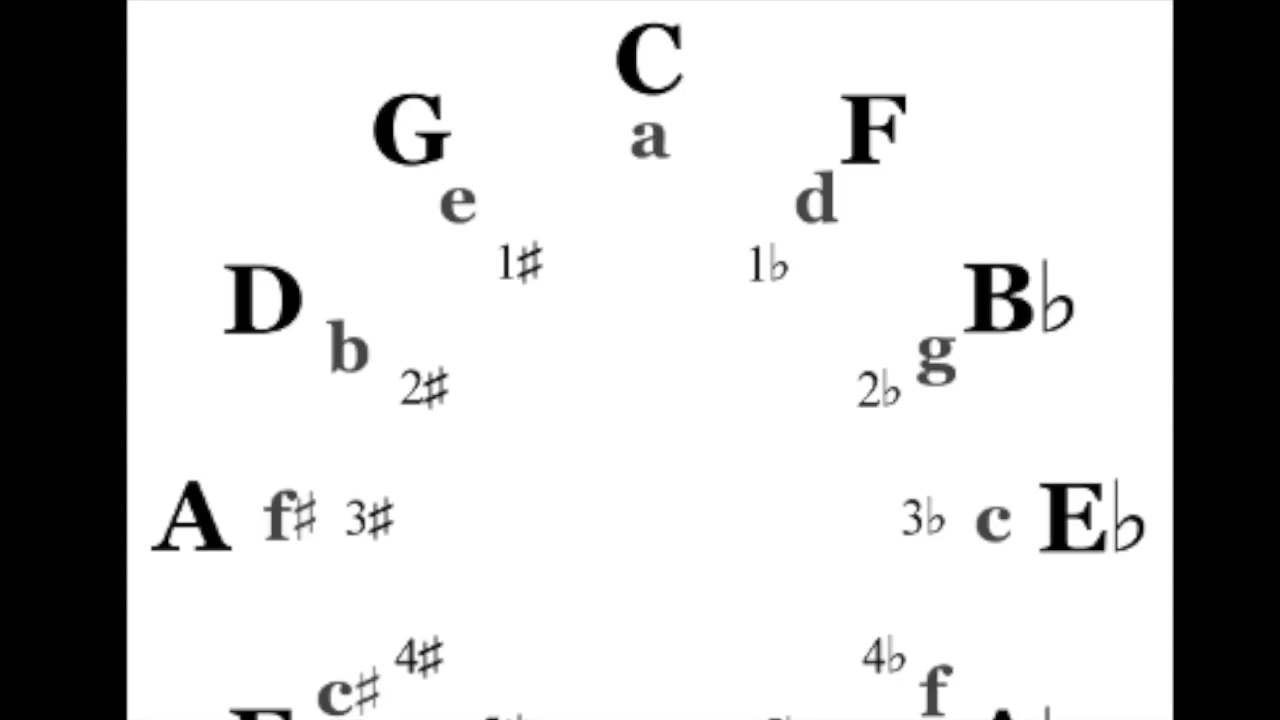 C
G a F
e d
1♯ 1♭
D B♭
b g
2♯ 2♭
A f♯ 3♯ 3♭ c E♭
4♯ 4♭
c♯ f